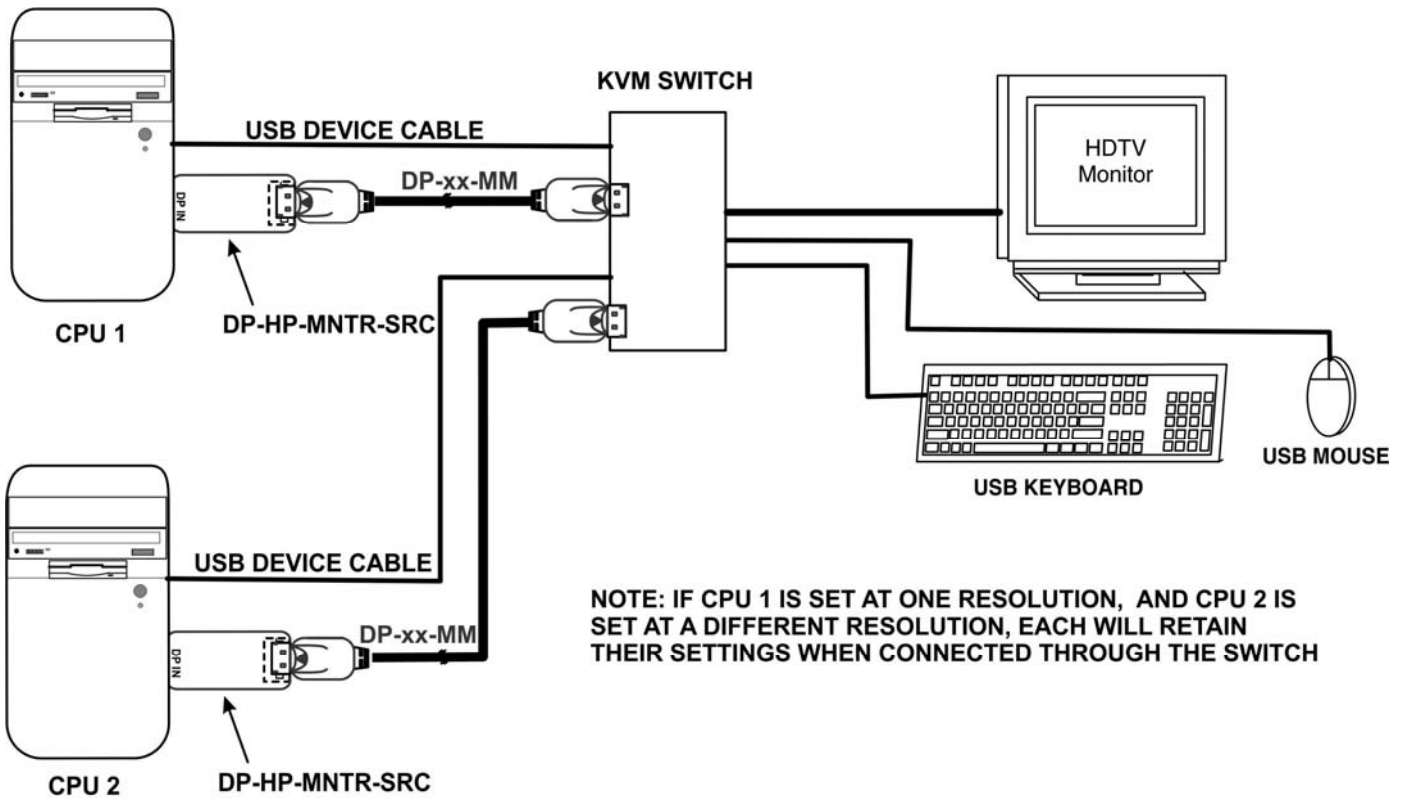 KVM SWITCH
USB DEVICE CABLE
DP-xx-MM
DP IN
DP-HP-MNTR-SRC
CPU 1
HDTV
Monitor
USB MOUSE
USB KEYBOARD
USB DEVICE CABLE
DP-xx-MM
DP IN
DP-HP-MNTR-SRC
CPU 2
NOTE: IF CPU 1 IS SET AT ONE RESOLUTION, AND CPU 2 IS
SET AT A DIFFERENT RESOLUTION, EACH WILL RETAIN
THEIR SETTINGS WHEN CONNECTED THROUGH THE SWITCH